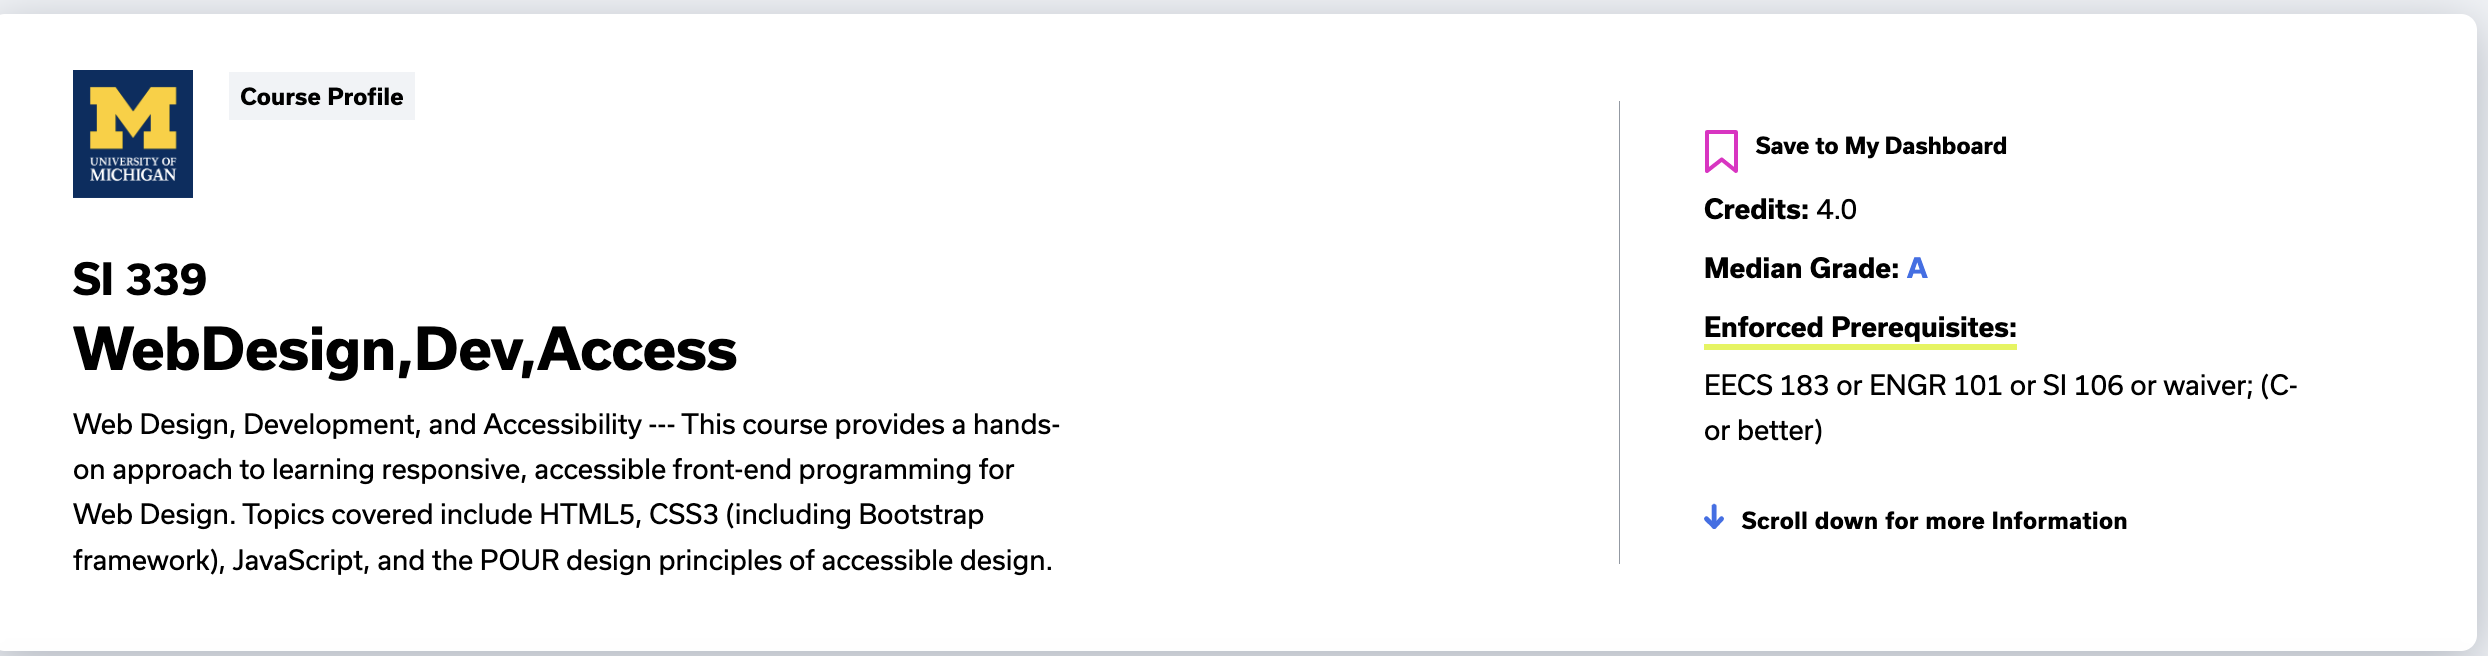 M
UNIVERSITY OF
MICHIGAN
Course Profile
SI 339
WebDesign,Dev,Access
Web Design, Development, and Accessibility --- This course provides a hands-
on approach to learning responsive, accessible front-end programming for
Web Design. Topics covered include HTML5, CSS3 (including Bootstrap
framework), JavaScript, and the POUR design principles of accessible design.
Save to My Dashboard
Credits: 4.0
Median Grade: A
Enforced Prerequisites:
EECS 183 or ENGR 101 or SI 106 or waiver; (C-
or better)
Scroll down for more Information